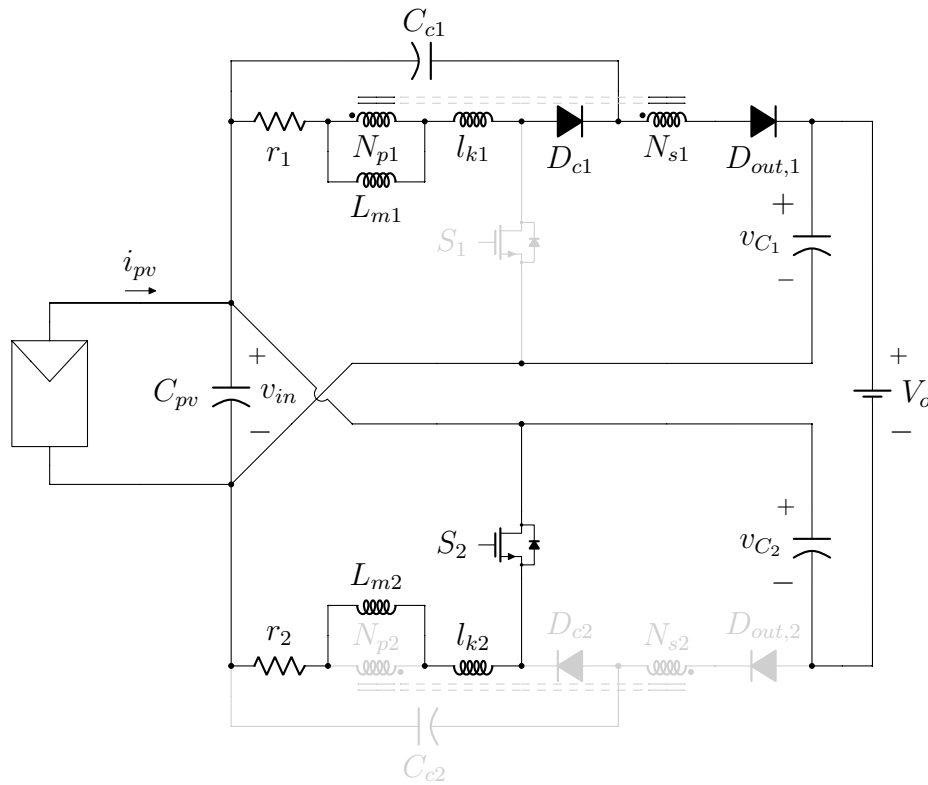 C_{c1}
r_1 N_{p1} l_{k1} D_{c1} N_{s1} D_{out,1}
L_{m1}
+
S_1 v_{C_1}
−
i_{pv}
+ +
C_{pv} v_{in} V_o
− −
+
S_2 v_{C_2}
−
L_{m2}
r_2 N_{p2} l_{k2} D_{c2} N_{s2} D_{out,2}
C_{c2}